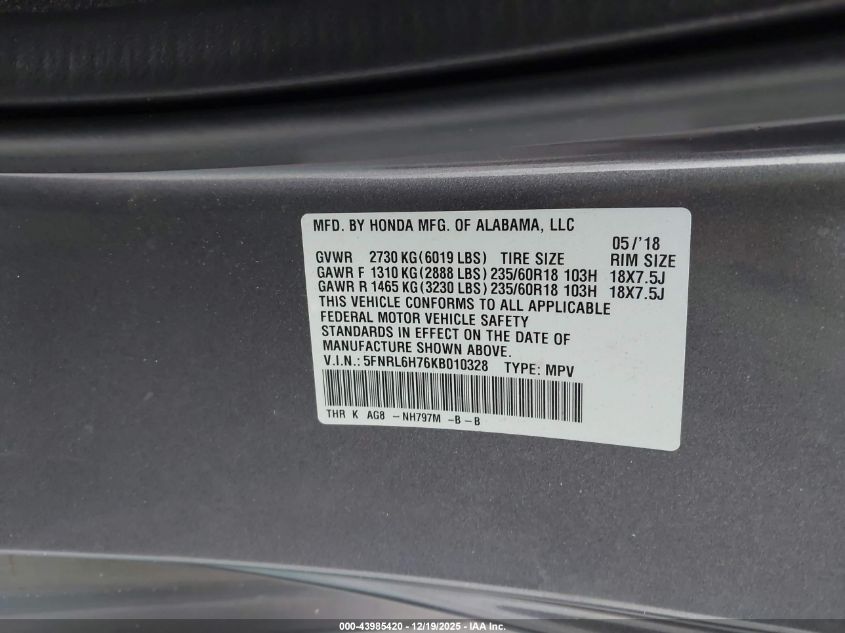 MFD. BY HONDA MFG. OF ALABAMA, LLC
05/'18
GVWR 2730 KG(6019 LBS) TIRE SIZE RIM SIZE
GAWR F 1310 KG(2888 LBS) 235/60R18 103H 18X7.5J
GAWR R 1465 KG(3230 LBS) 235/60R18 103H 18X7.5J
THIS VEHICLE CONFORMS TO ALL APPLICABLE
FEDERAL MOTOR VEHICLE SAFETY
STANDARDS IN EFFECT ON THE DATE OF
MANUFACTURE SHOWN ABOVE.
V.I.N.: 5FNRL6H76KB010328 TYPE: MPV
THR K AG8 -NH797M -B-B
000-43985420 - 12/19/2025 - IAA Inc.